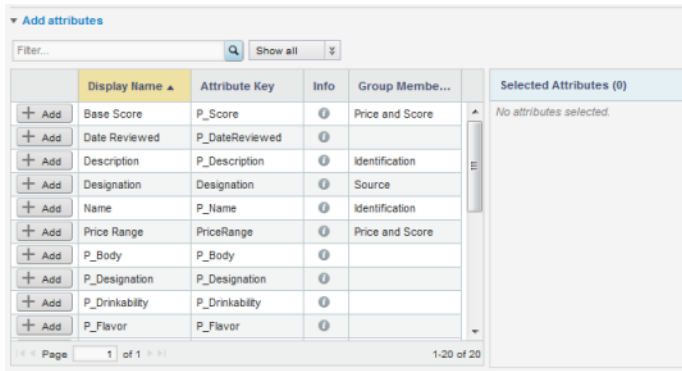 Add attributes
Filter... Show all
Display Name Attribute Key Info Group Membe... Selected Attributes (0)
Add Base Score P_Score Price and Score No attributes selected.
Add Date Reviewed P_DateReviewed
Add Description P_Description Identification
Add Designation Designation Source
Add Name P_Name Identification
Add Price Range PriceRange Price and Score
Add P_Body P_Body
Add P_Designation P_Designation
Add P_Drinkability P_Drinkability
Add P_Flavor P_Flavor
Page 1 of 1 1-20 of 20